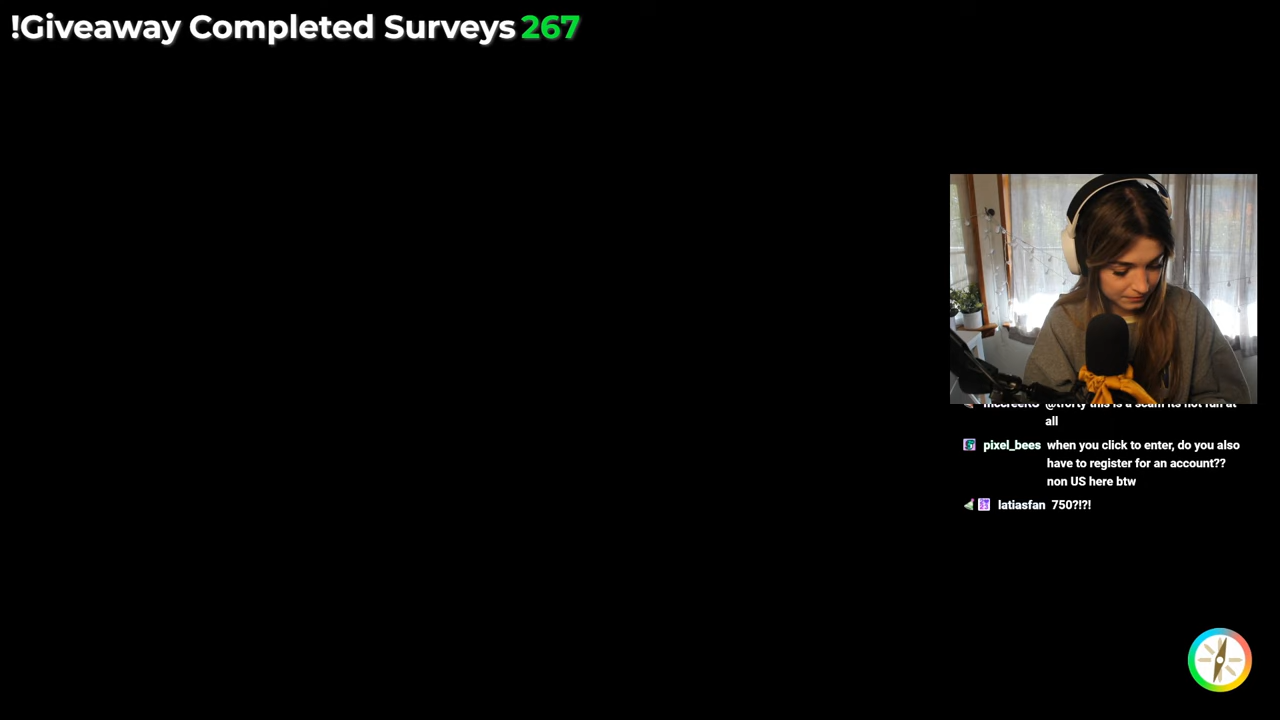 !Giveaway Completed Surveys 267
this is a scam its not fun at
all
pixel_bees when you click to enter, do you also
have to register for an account??
non US here btw
latiasfan 750?!?!